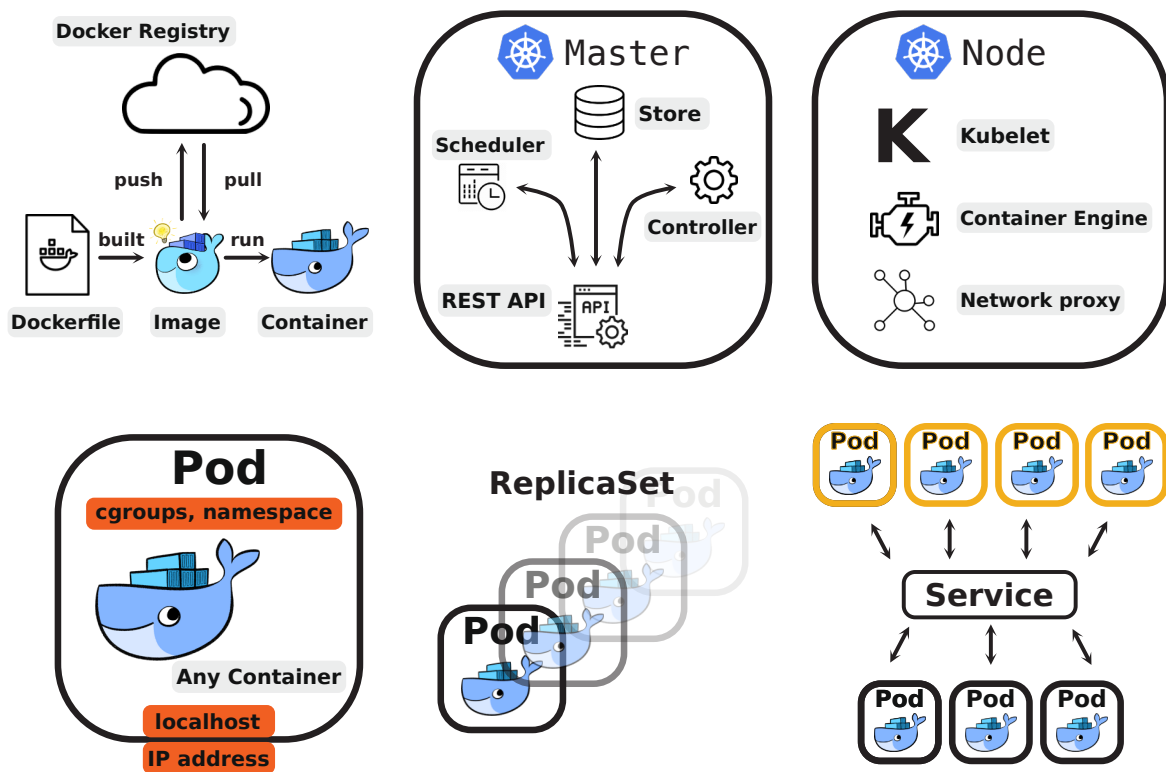 Docker Registry
push
pull
built
run
Dockerfile
Image
Container
Master
Store
Scheduler
Controller
REST API
API
Node
K
Kubelet
Container Engine
Network proxy
Pod
cgroups, namespace
Any Container
localhost
IP address
ReplicaSet
Pod
Pod
Pod
Pod
Pod
Pod
Pod
Pod
Service
Pod
Pod
Pod